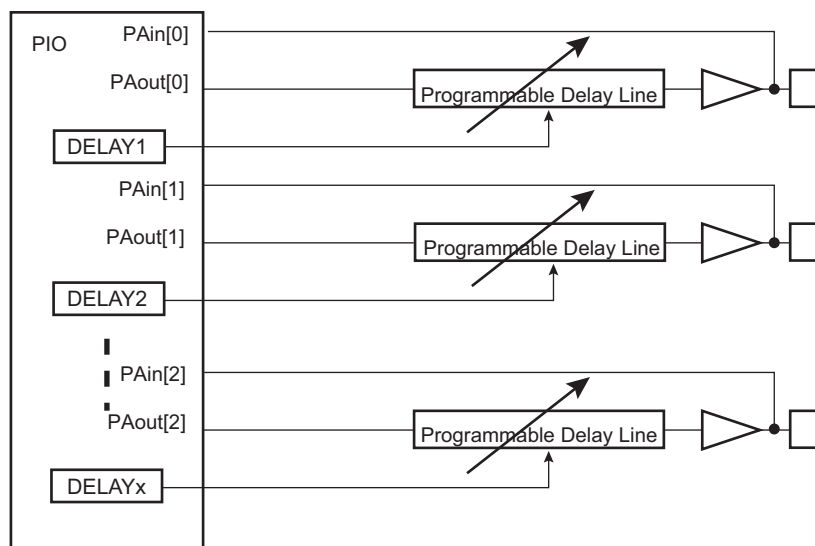 PIO
PAin[0]
PAout[0]
Programmable Delay Line
DELAY1
PAin[1]
PAout[1]
Programmable Delay Line
DELAY2
PAin[2]
PAout[2]
Programmable Delay Line
DELAYx